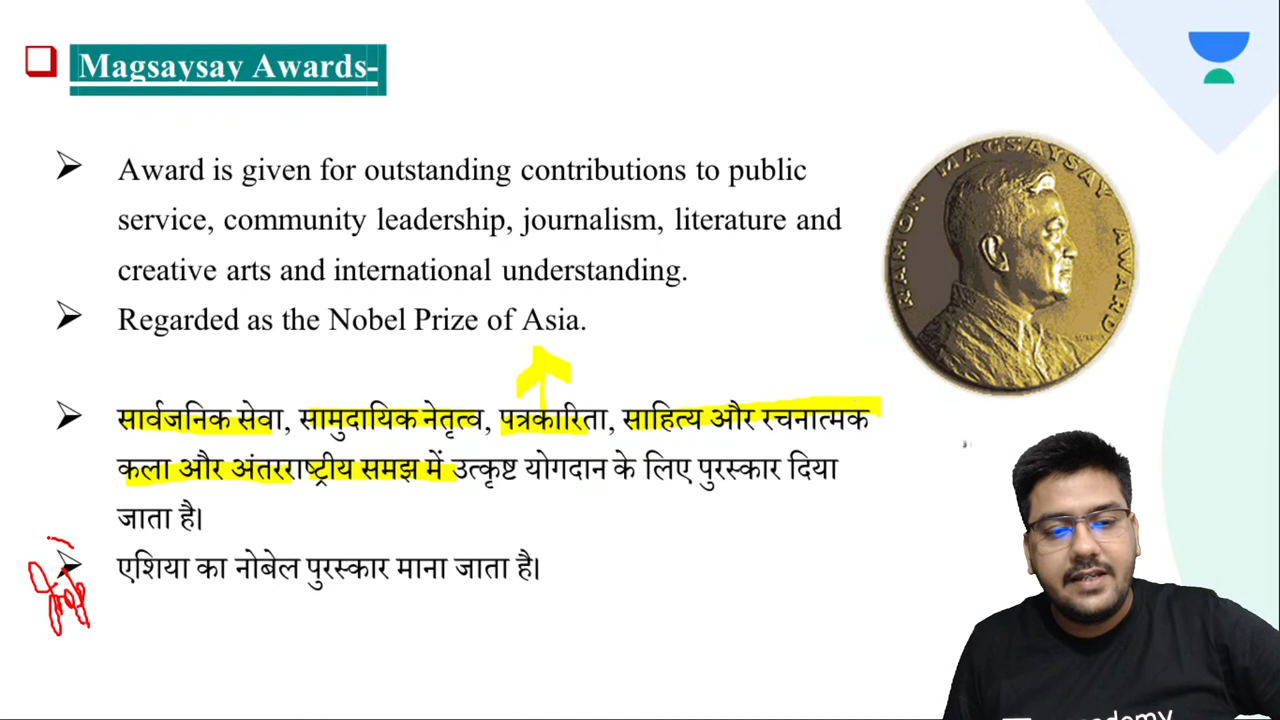 Magsaysay Awards-
Award is given for outstanding contributions to public
service, community leadership, journalism, literature and
creative arts and international understanding.
Regarded as the Nobel Prize of Asia.
RAMON MAGSAYSAY AWARD
सार्वजनिक सेवा, सामुदायिक नेतृत्व, पत्रकारिता, साहित्य और रचनात्मक
कला और अंतरराष्ट्रीय समझ में उत्कृष्ट योगदान के लिए पुरस्कार दिया
जाता है।
एशिया का नोबेल पुरस्कार माना जाता है।